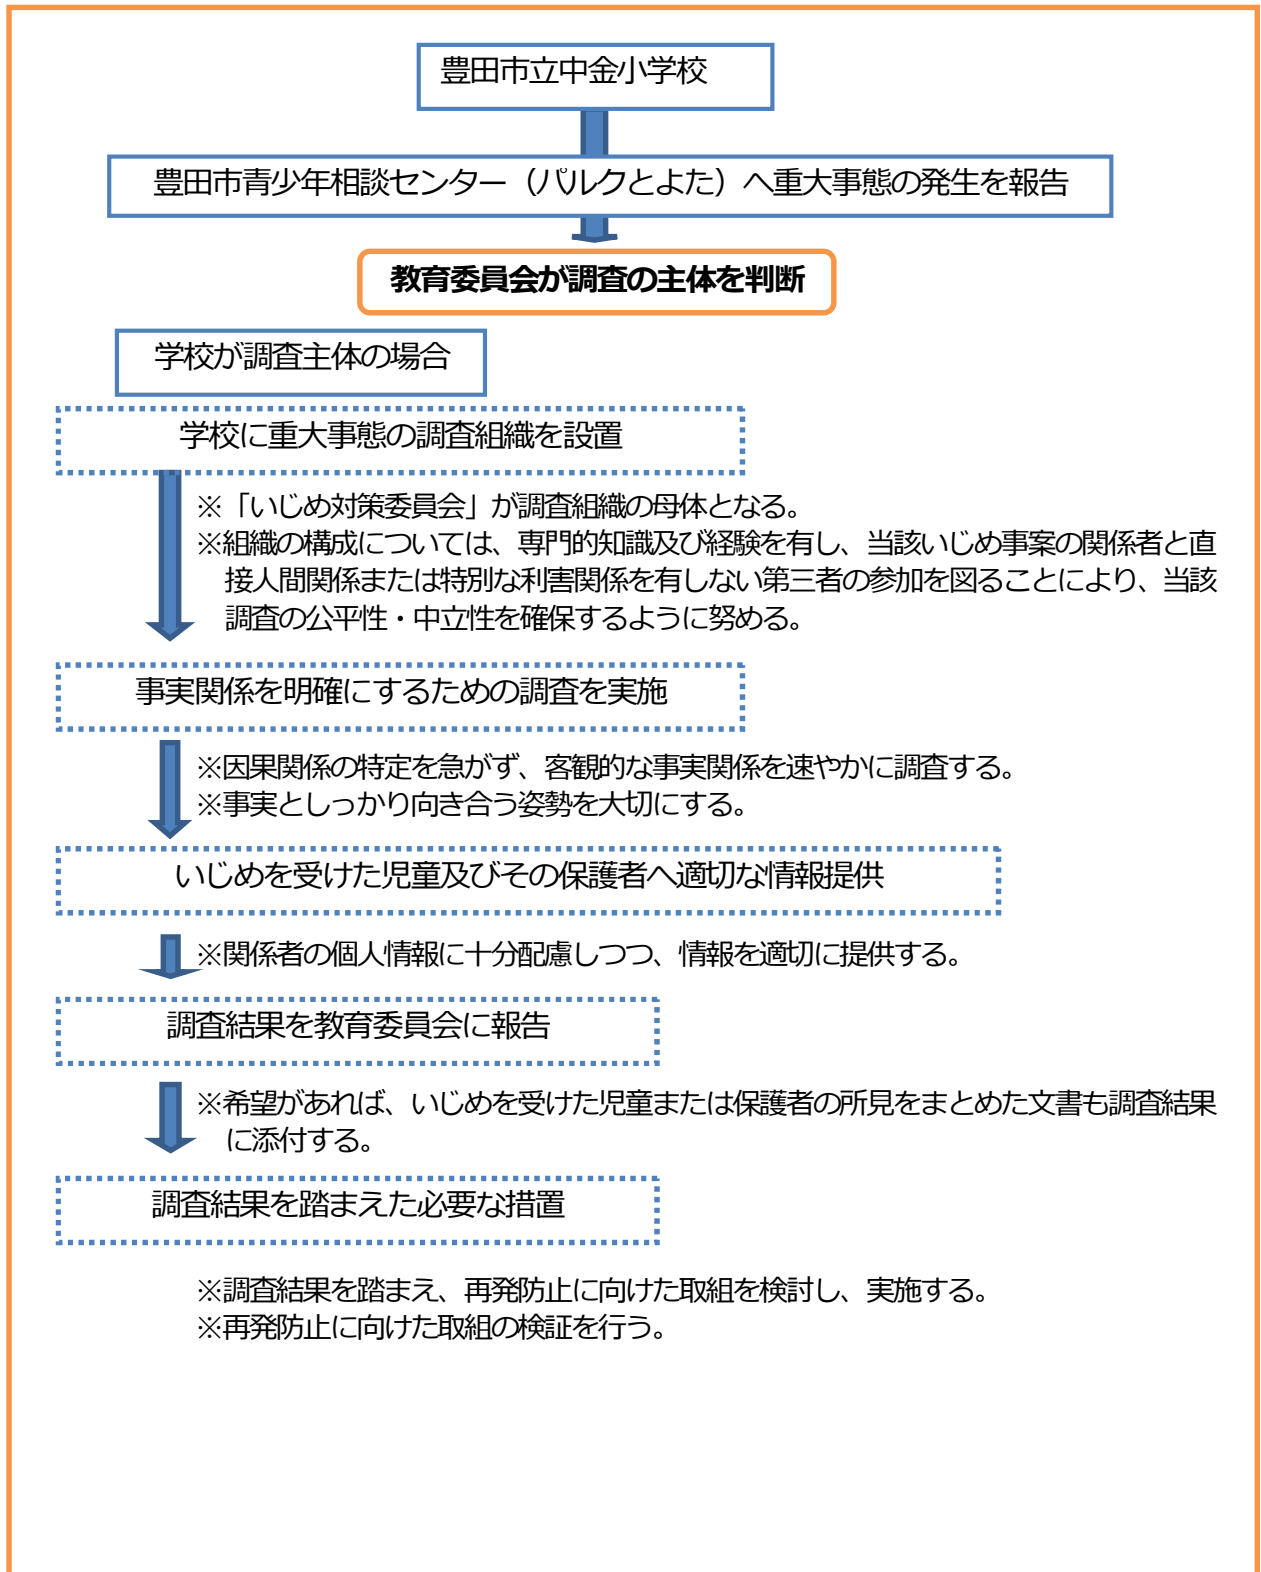 豊田市立中金小学校
豊田市青少年相談センター（パルクとよた）へ重大事態の発生を報告
教育委員会が調査の主体を判断
学校が調査主体の場合
学校に重大事態の調査組織を設置
※「いじめ対策委員会」が調査組織の母体となる。
※組織の構成については、専門的知識及び経験を有し、当該いじめ事案の関係者と直
接人間関係または特別な利害関係を有しない第三者の参加を図ることにより、当該
調査の公平性・中立性を確保するように努める。
事実関係を明確にするための調査を実施
※因果関係の特定を急がず、客観的な事実関係を速やかに調査する。
※事実としっかり向き合う姿勢を大切にする。
いじめを受けた児童及びその保護者へ適切な情報提供
※関係者の個人情報に十分配慮しつつ、情報を適切に提供する。
調査結果を教育委員会に報告
※希望があれば、いじめを受けた児童または保護者の所見をまとめた文書も調査結果
に添付する。
調査結果を踏まえた必要な措置
※調査結果を踏まえ、再発防止に向けた取組を検討し、実施する。
※再発防止に向けた取組の検証を行う。